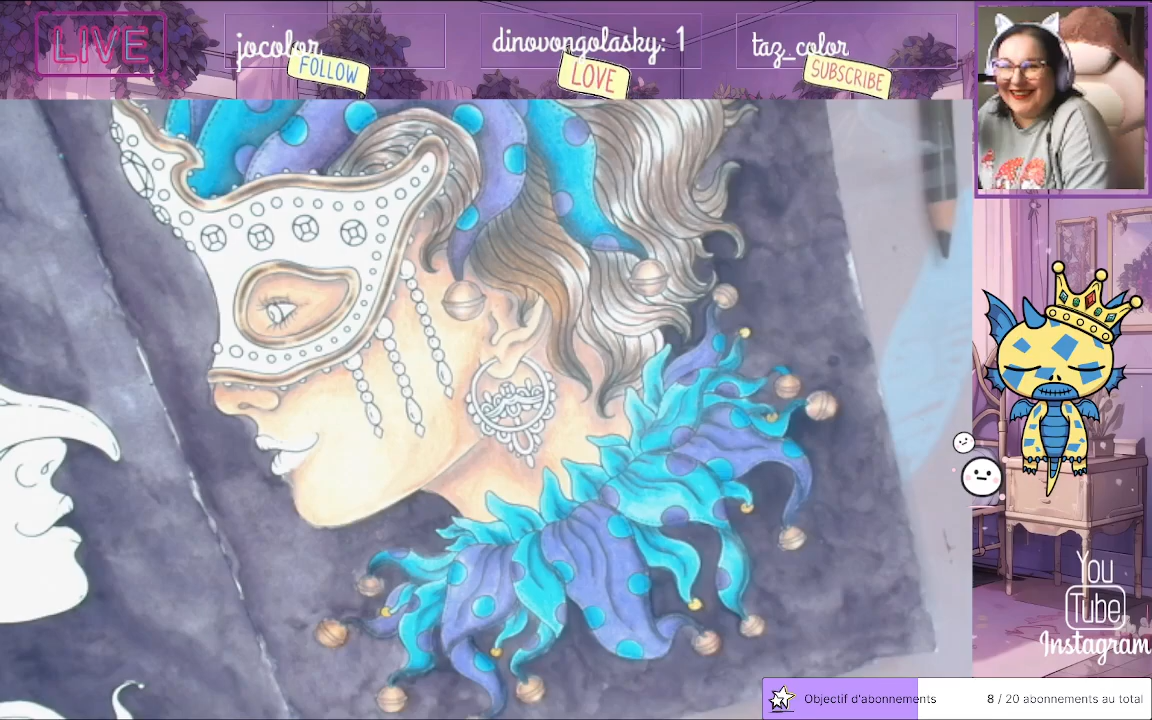 LIVE
jocolor
FOLLOW
dinovongolasky: 1
LOVE
taz_color
SUBSCRIBE
You
Tube
Instagram
Objectif d'abonnements 8 / 20 abonnements au total